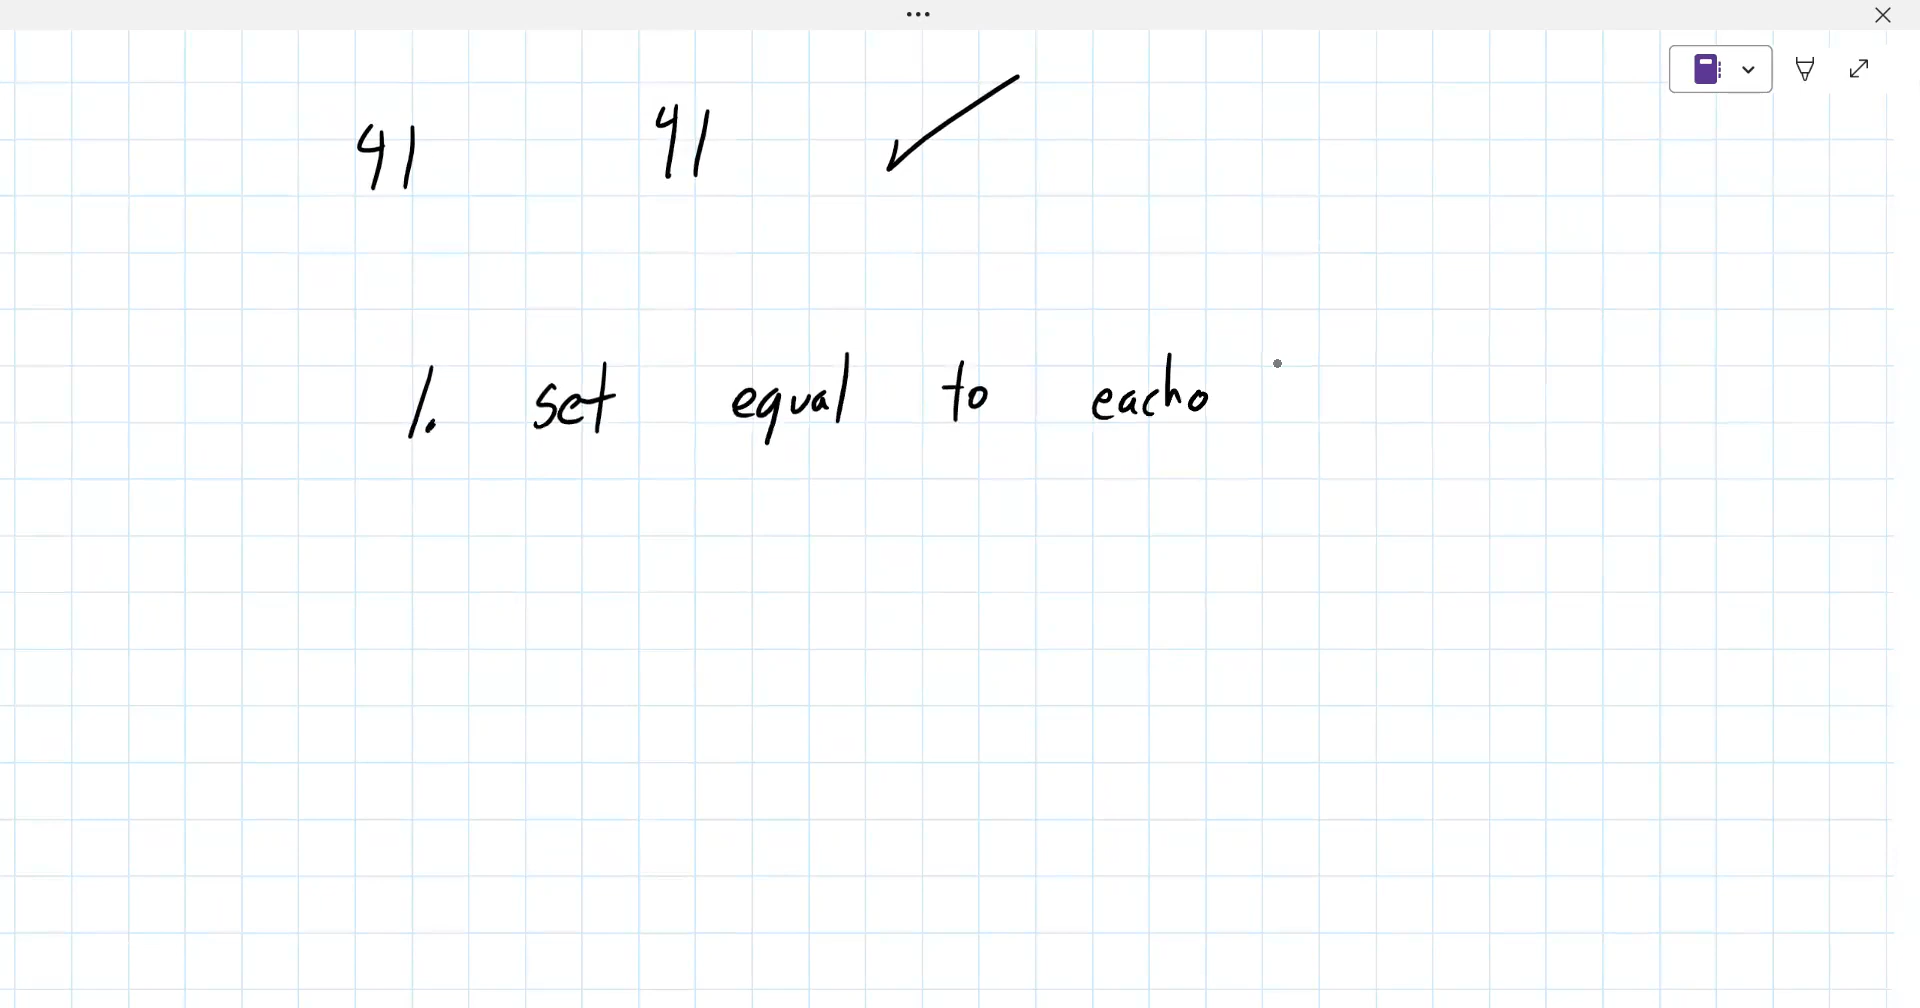 41 41 ✓
1. set equal to eacho